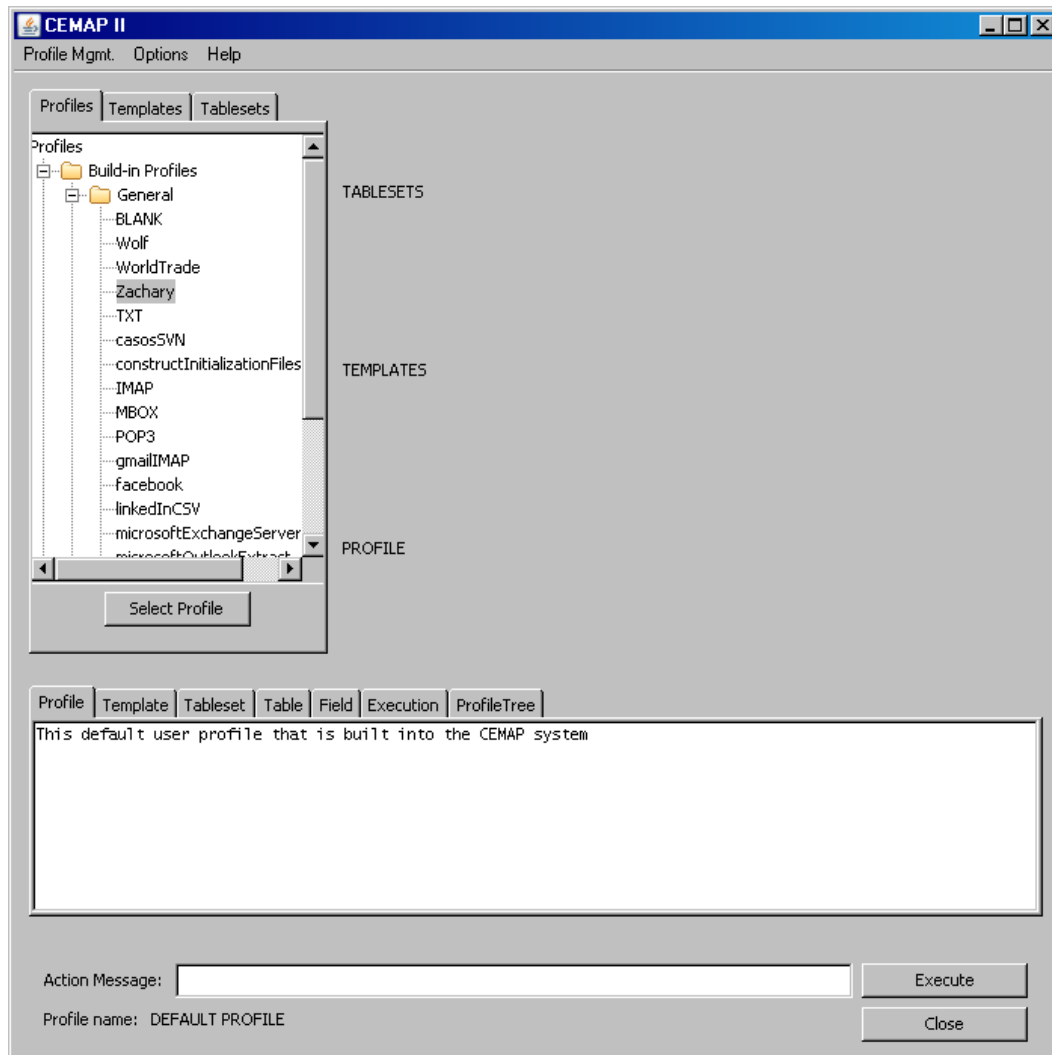 CEMAP II
Profile Mgmt. Options Help
Profiles Templates Tablesets
Profiles
Build-in Profiles
General
BLANK
Wolf
WorldTrade
Zachary
TXT
casosSVN
constructInitializationFiles
IMAP
MBOX
POP3
gmailIMAP
facebook
linkedInCSV
microsoftExchangeServer
microsoftOutlookExtract
Select Profile
TABLESETS
TEMPLATES
PROFILE
Profile Template Tableset Table Field Execution ProfileTree
This default user profile that is built into the CEMAP system
Action Message:
Execute
Profile name: DEFAULT PROFILE
Close